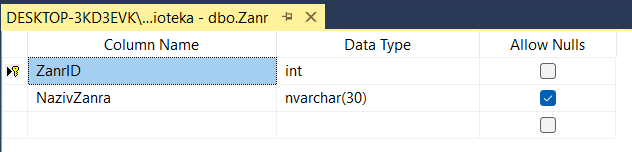 DESKTOP-3KD3EVK\...ioteka - dbo.Zanr
Column Name Data Type Allow Nulls
ZanrID int
NazivZanra nvarchar(30)